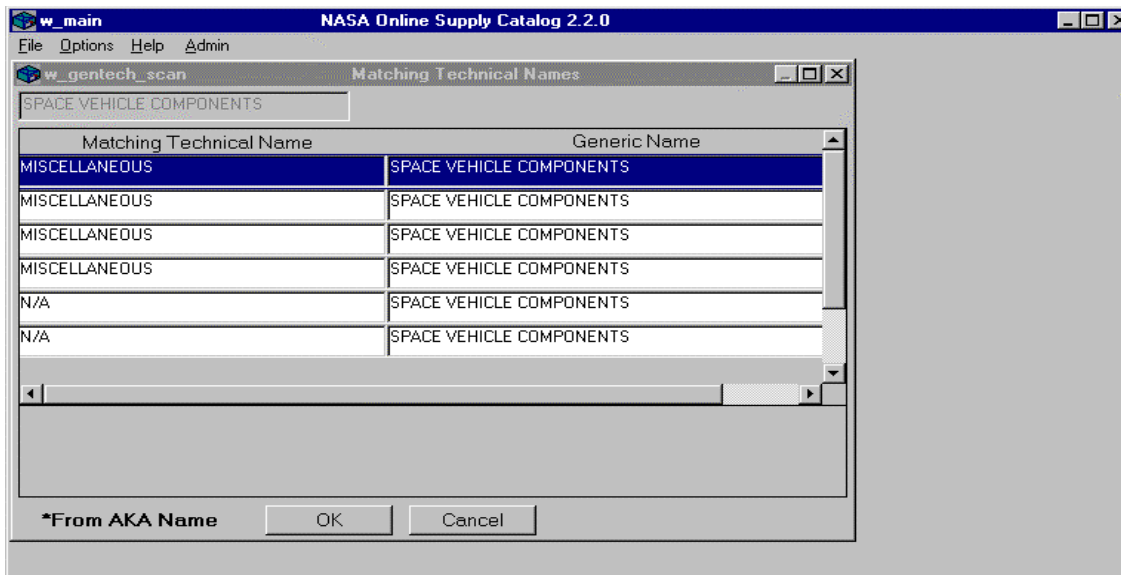 w_main NASA Online Supply Catalog 2.2.0
File Options Help Admin
w_gentech_scan Matching Technical Names
SPACE VEHICLE COMPONENTS
Matching Technical Name Generic Name
MISCELLANEOUS SPACE VEHICLE COMPONENTS
MISCELLANEOUS SPACE VEHICLE COMPONENTS
MISCELLANEOUS SPACE VEHICLE COMPONENTS
MISCELLANEOUS SPACE VEHICLE COMPONENTS
N/A SPACE VEHICLE COMPONENTS
N/A SPACE VEHICLE COMPONENTS
*From AKA Name OK Cancel